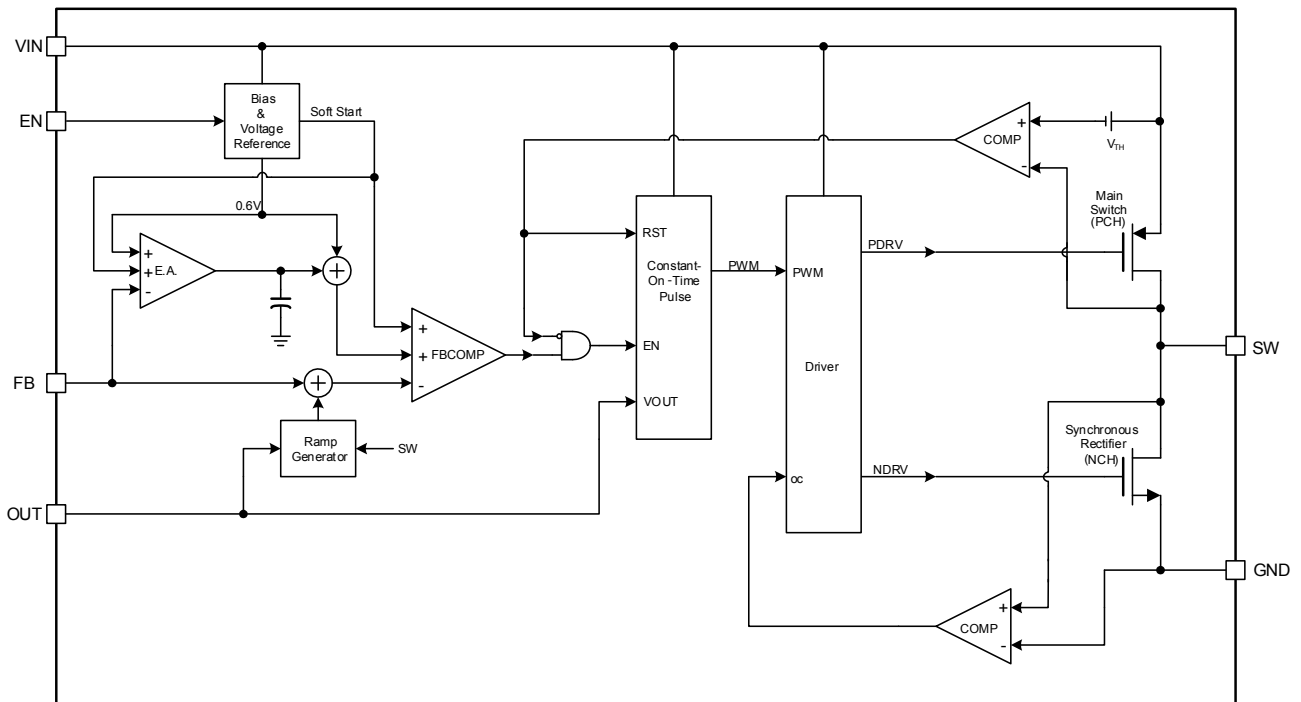 VIN
EN
Bias
&
Voltage
Reference
Soft Start
+
COMP
-
V_TH
0.6V
Main
Switch
(PCH)
+
+ E.A.
-
+
RST
Constant-
On -Time
Pulse
PWM
PWM
PDRV
+
+ FBCOMP
-
EN
SW
FB
+
Driver
VOUT
Ramp
Generator
SW
Synchronous
Rectifier
(NCH)
oc
NDRV
OUT
GND
+
COMP
-